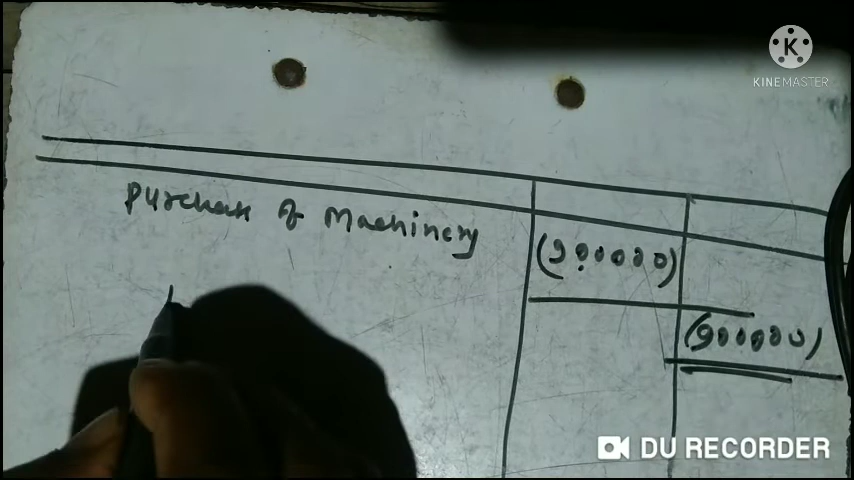 KINEMASTER
Purchase of Machinery
(900000)
(900000)
DU RECORDER